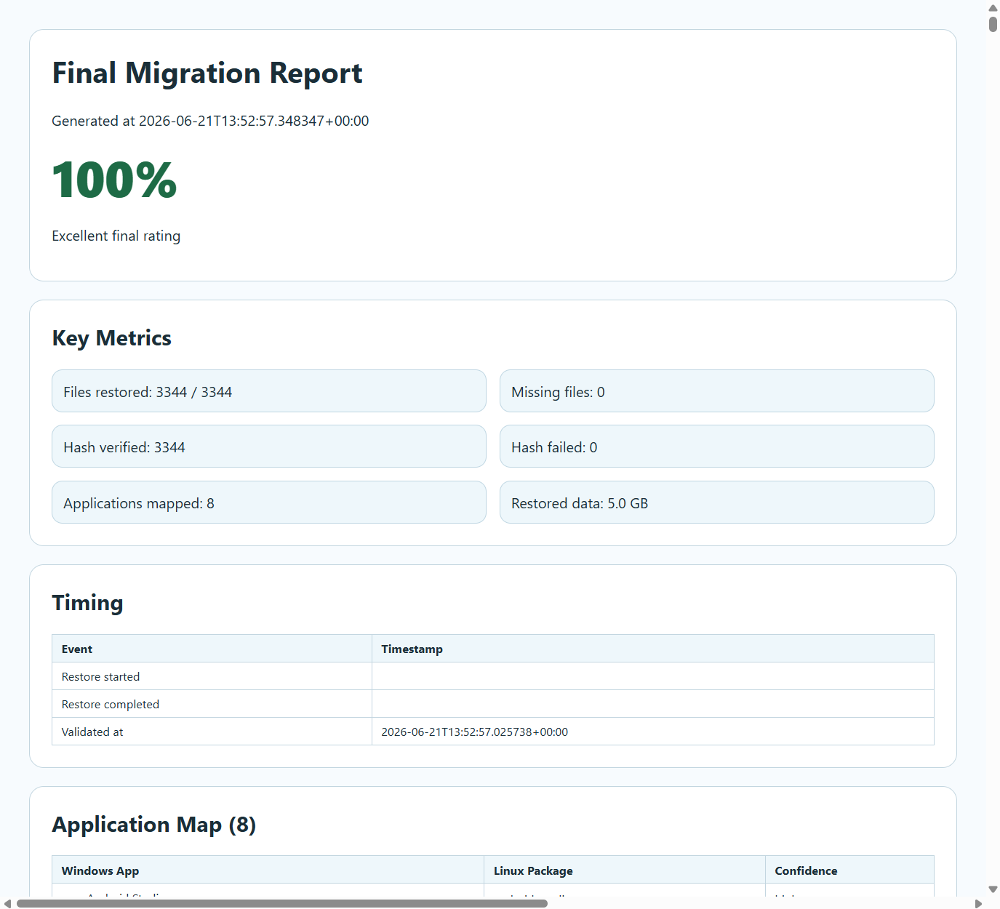 Final Migration Report
Generated at 2026-06-21T13:52:57.348347+00:00
100%
Excellent final rating
Key Metrics
Files restored: 3344 / 3344
Missing files: 0
Hash verified: 3344
Hash failed: 0
Applications mapped: 8
Restored data: 5.0 GB
Timing
Event Timestamp
Restore started
Restore completed
Validated at 2026-06-21T13:52:57.025738+00:00
Application Map (8)
Windows App Linux Package Confidence